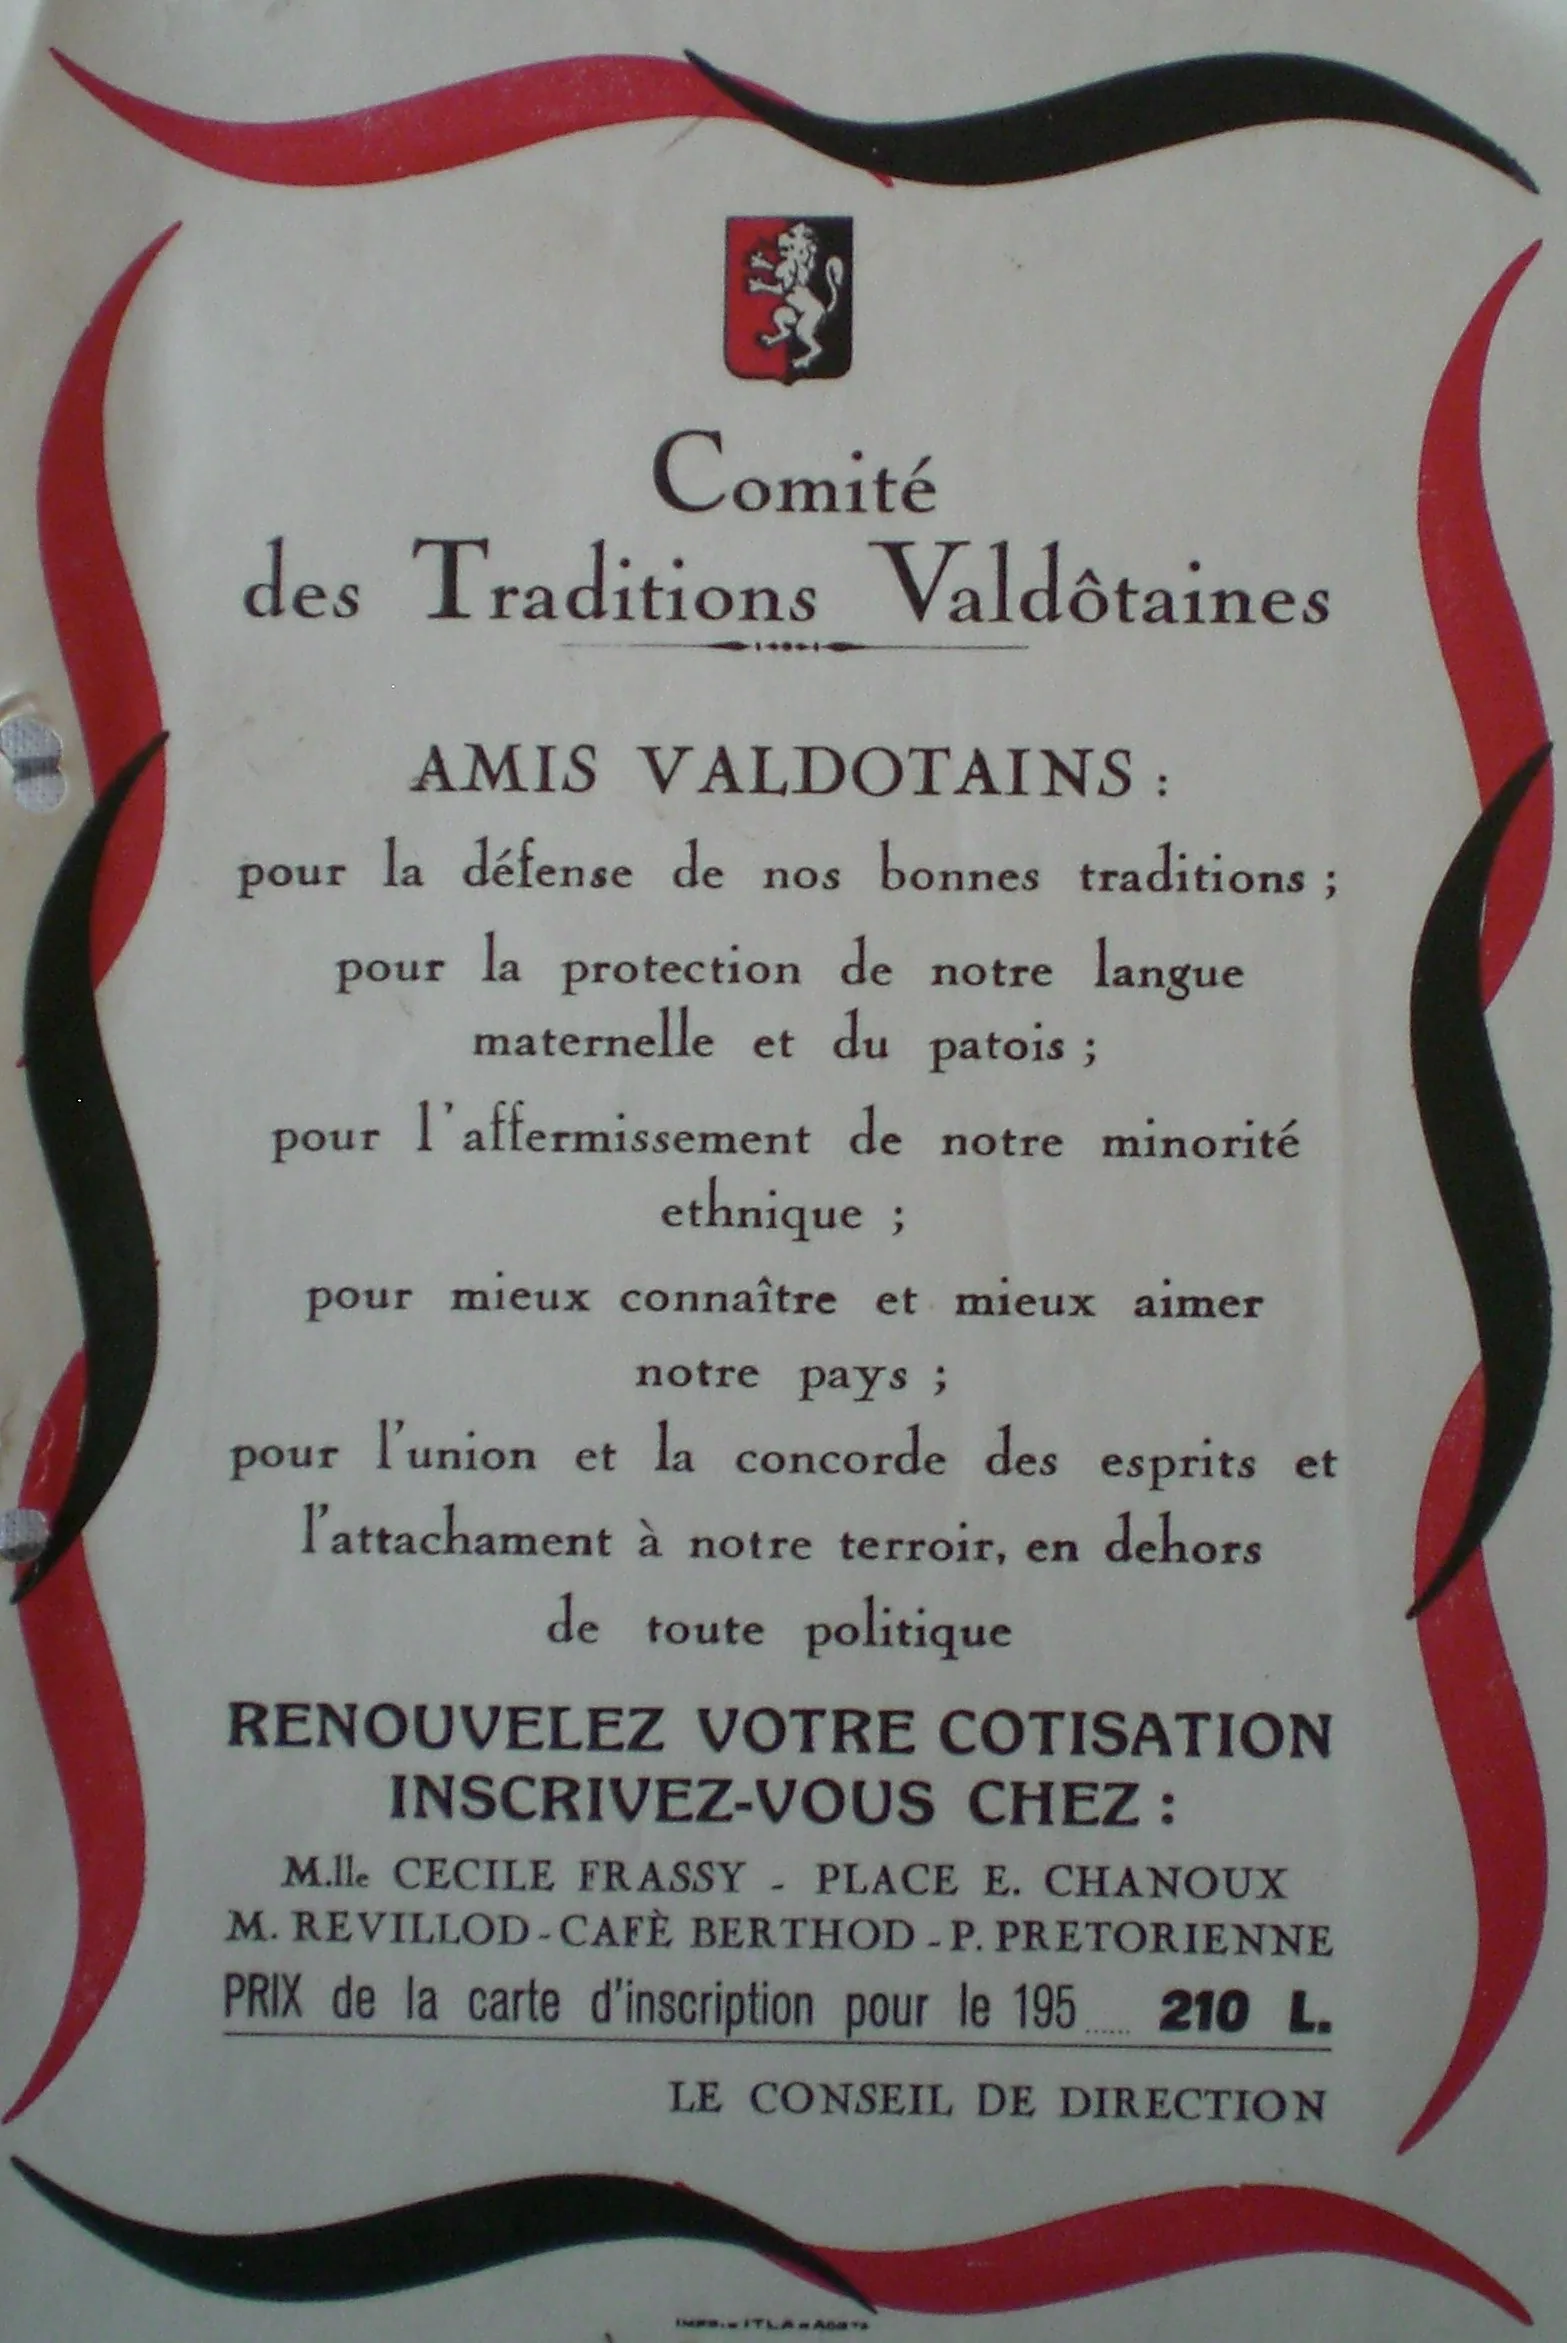 Comité
des Traditions Valdôtaines
AMIS VALDOTAINS :
pour la défense de nos bonnes traditions ;
pour la protection de notre langue
maternelle et du patois ;
pour l'affermissement de notre minorité
ethnique ;
pour mieux connaître et mieux aimer
notre pays ;
pour l'union et la concorde des esprits et
l'attachament à notre terroir, en dehors
de toute politique
RENOUVELEZ VOTRE COTISATION
INSCRIVEZ-VOUS CHEZ :
M.lle CECILE FRASSY - PLACE E. CHANOUX
M. REVILLOD - CAFÈ BERTHOD - P. PRETORIENNE
PRIX de la carte d'inscription pour le 195...... 210 L.
LE CONSEIL DE DIRECTION
ITLA